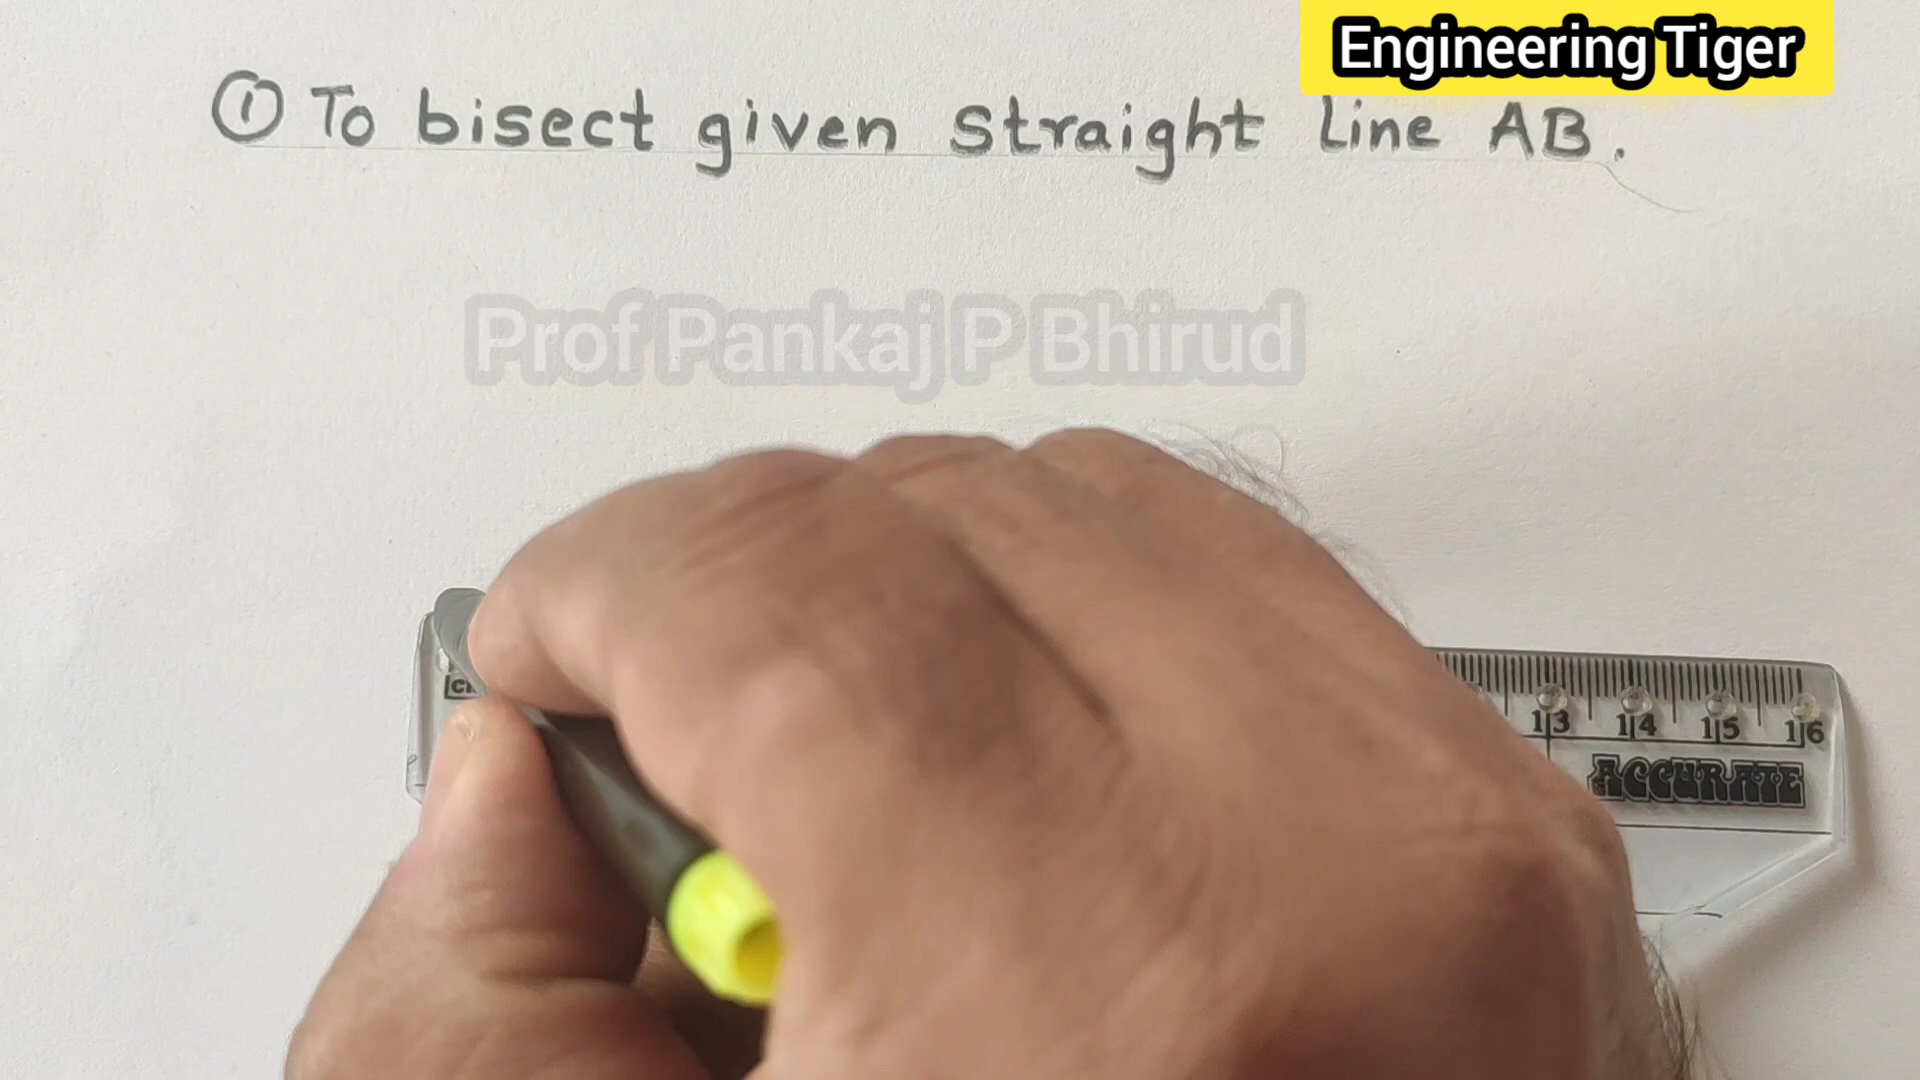 Engineering Tiger
① To bisect given straight line AB.
Prof Pankaj P Bhirud
13 14 15 16
ACCURATE